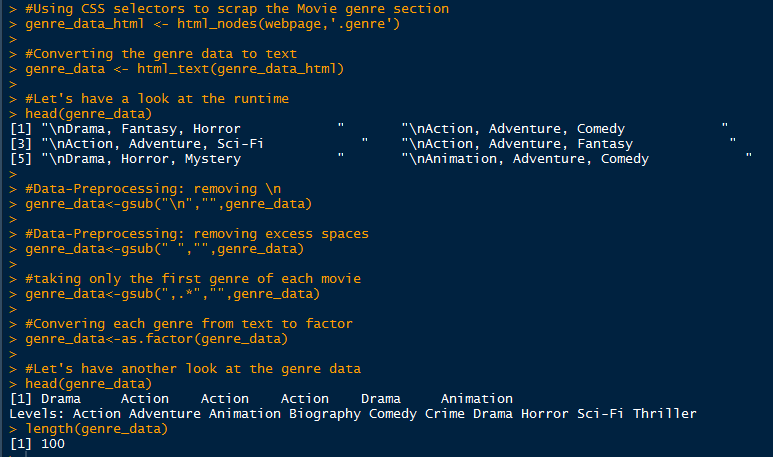 > #Using CSS selectors to scrap the Movie genre section
> genre_data_html <- html_nodes(webpage,'.genre')
>
> #Converting the genre data to text
> genre_data <- html_text(genre_data_html)
>
> #Let's have a look at the runtime
> head(genre_data)
[1] "\nDrama, Fantasy, Horror            "       "\nAction, Adventure, Comedy            "
[3] "\nAction, Adventure, Sci-Fi            "    "\nAction, Adventure, Fantasy            "
[5] "\nDrama, Horror, Mystery            "       "\nAnimation, Adventure, Comedy            "
>
> #Data-Preprocessing: removing \n
> genre_data<-gsub("\n","",genre_data)
>
> #Data-Preprocessing: removing excess spaces
> genre_data<-gsub(" ","",genre_data)
>
> #taking only the first genre of each movie
> genre_data<-gsub(",.*","",genre_data)
>
> #Convering each genre from text to factor
> genre_data<-as.factor(genre_data)
>
> #Let's have another look at the genre data
> head(genre_data)
[1] Drama     Action    Action    Action    Drama     Animation
Levels: Action Adventure Animation Biography Comedy Crime Drama Horror Sci-Fi Thriller
> length(genre_data)
[1] 100